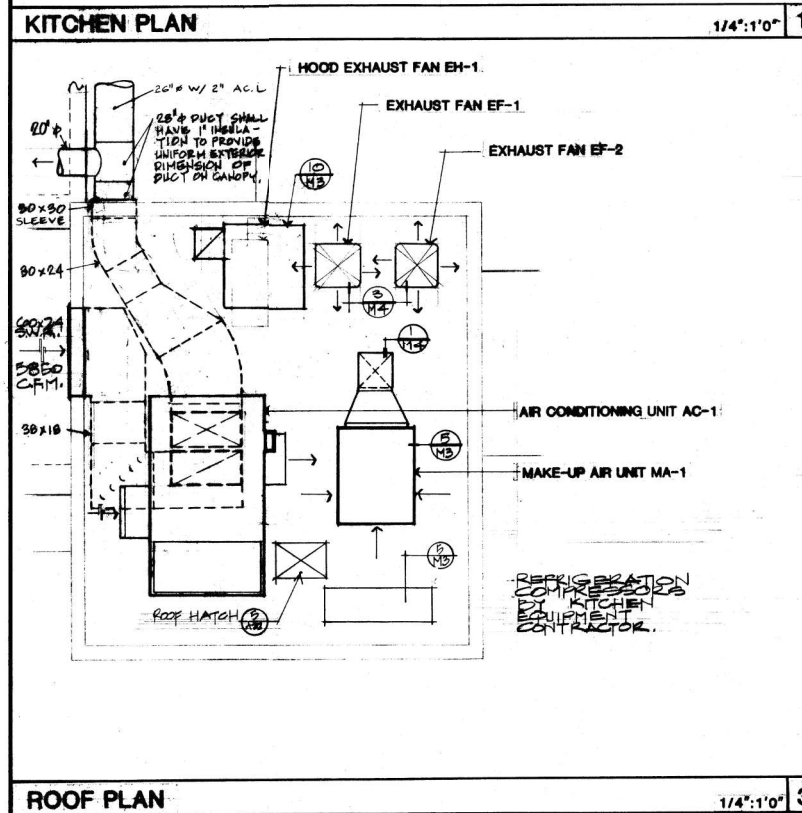 KITCHEN PLAN
1/4":1'0"
HOOD EXHAUST FAN EH-1
26"φ W/ 2" AC.L
EXHAUST FAN EF-1
20"φ
28"φ DUCT SHALL
HAVE 1" INSULA-
TION TO PROVIDE
UNIFORM EXTERIOR
DIMENSION OF
DUCT ON CANOPY.
EXHAUST FAN EF-2
10
M3
30x30
SLEEVE
30x24
3
M4
60x24
5850
C.F.M.
1
M4
38x18
AIR CONDITIONING UNIT AC-1
5
M3
MAKE-UP AIR UNIT MA-1
5
M3
REFRIGERATION
COMPRESSORS
BY KITCHEN
EQUIPMENT
CONTRACTOR.
ROOF HATCH
5
ROOF PLAN
1/4":1'0"